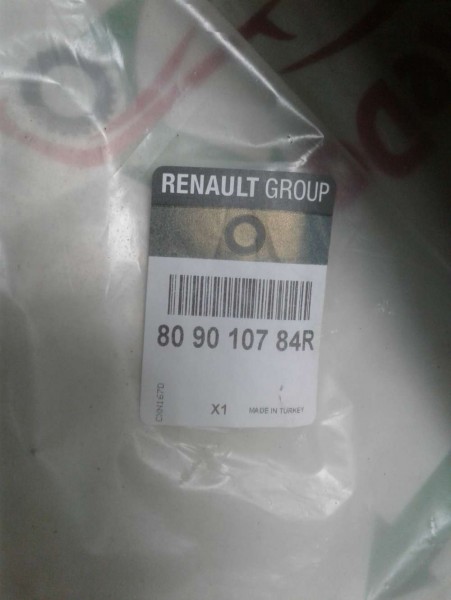 RENAULT GROUP
80 90 107 84R
X1
MADE IN TURKEY